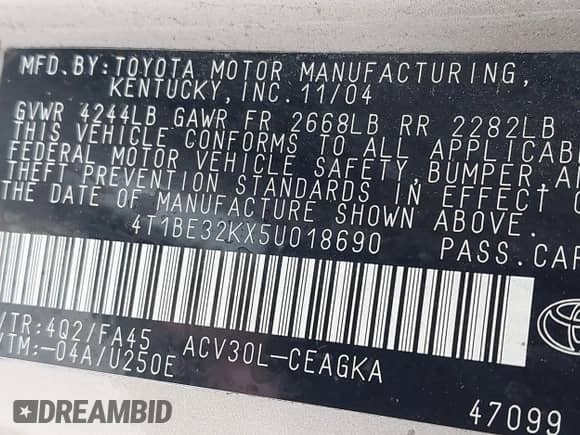 MFD. BY: TOYOTA MOTOR MANUFACTURING,
KENTUCKY, INC. 11/04
GVWR 4244LB GAWR FR 2668LB RR 2282LB
THIS VEHICLE CONFORMS TO ALL APPLICAB
FEDERAL MOTOR VEHICLE SAFETY, BUMPER, AN
THEFT PREVENTION STANDARDS IN EFFECT O
THE DATE OF MANUFACTURE SHOWN ABOVE.
4T1BE32KX5U018690 PASS. CAR
/TR: 4Q2/FA45 ACV30L-CEAGKA
/TM: -04A/U250E
47099
DREAMBID